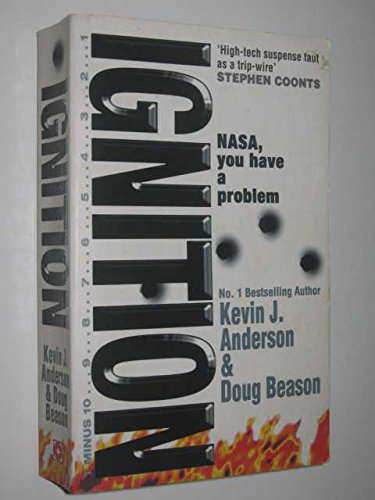 IGNITION
Kevin J.
Anderson
& Doug
Beason
MINUS 10...9...8...7...6...5...4...3...2...1
IGNITION
'High-tech suspense taut
as a trip-wire'
STEPHEN COONTS
NASA,
you have
a
problem
No. 1 Bestselling Author
Kevin J.
Anderson
&
Doug Beason